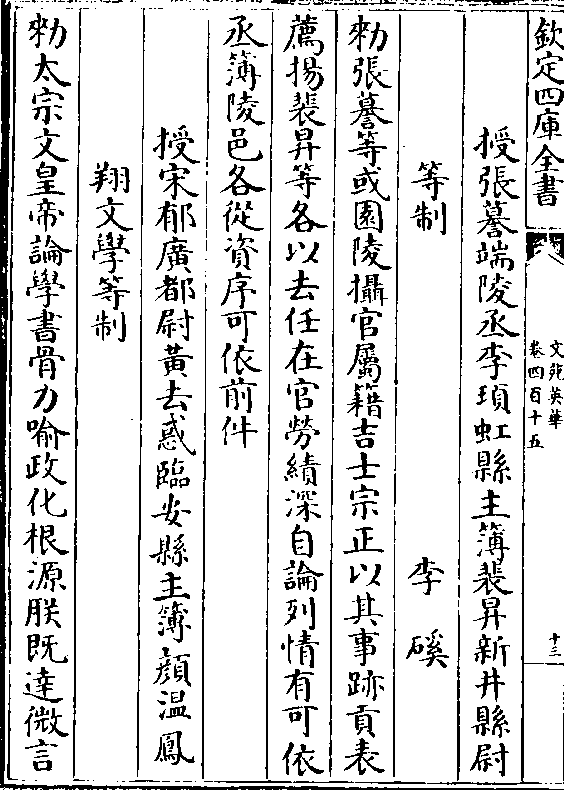 欽定四庫全書
文苑英華
卷四百十五
十三
授張謩端陵丞李頊虹縣主簿裴昇新井縣尉
等制
李磎
勑張謩等或園陵攝官屬籍吉士宗正以其事跡貢表
薦揚裴昇等各以去任在官勞績深自論列情有可依
丞簿陵邑各從資序可依前件
授宋郁廣都尉黃去惑臨安縣主簿顔溫鳳
翔文學等制
勑太宗文皇帝論學書骨力喻政化根源朕既達微言